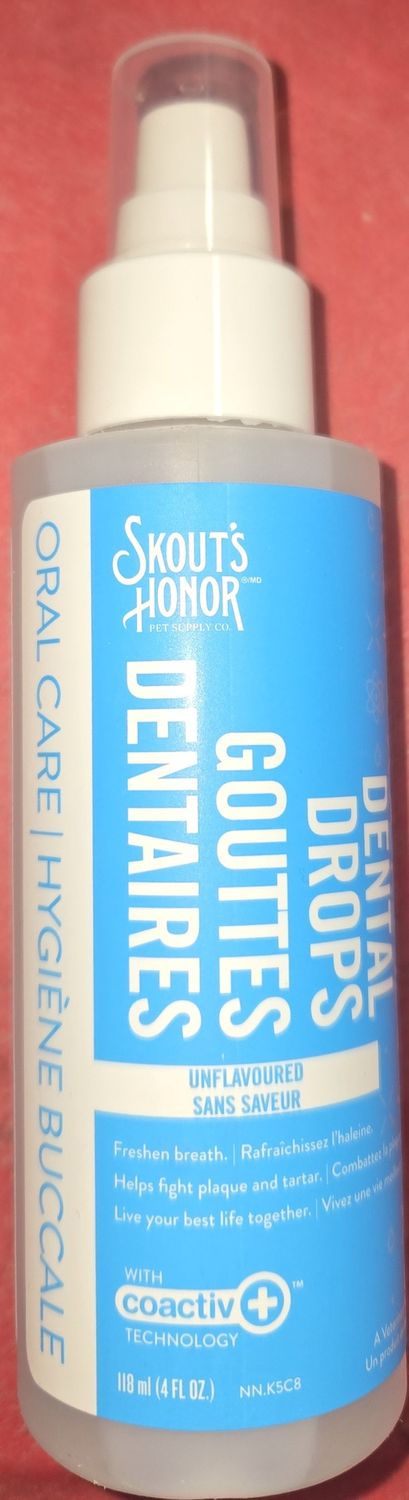 SKOUT'S
HONOR
®/MD
PET SUPPLY CO.
ORAL CARE | HYGIÈNE BUCCALE
DENTAL
DROPS
GOUTTES
DENTAIRES
UNFLAVOURED
SANS SAVEUR
Freshen breath. | Rafraîchissez l'haleine.
Helps fight plaque and tartar. | Combattez la
Live your best life together. | Vivez une vie
WITH
coactiv+™
TECHNOLOGY
118 ml (4 FL OZ.) NN.K5C8
A
Un